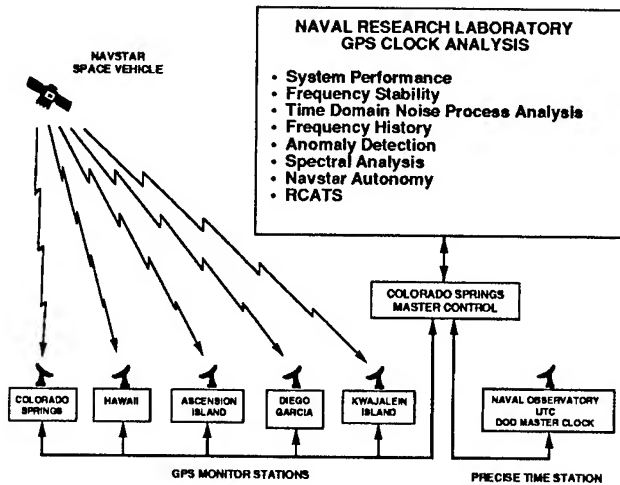 NAVSTAR
SPACE VEHICLE
NAVAL RESEARCH LABORATORY
GPS CLOCK ANALYSIS
• System Performance
• Frequency Stability
• Time Domain Noise Process Analysis
• Frequency History
• Anomaly Detection
• Spectral Analysis
• Navstar Autonomy
• RCATS
COLORADO SPRINGS
MASTER CONTROL
COLORADO
SPRINGS
HAWAII
ASCENSION
ISLAND
DIEGO
GARCIA
KWAJALEIN
ISLAND
NAVAL OBSERVATORY
UTC
DOD MASTER CLOCK
GPS MONITOR STATIONS
PRECISE TIME STATION